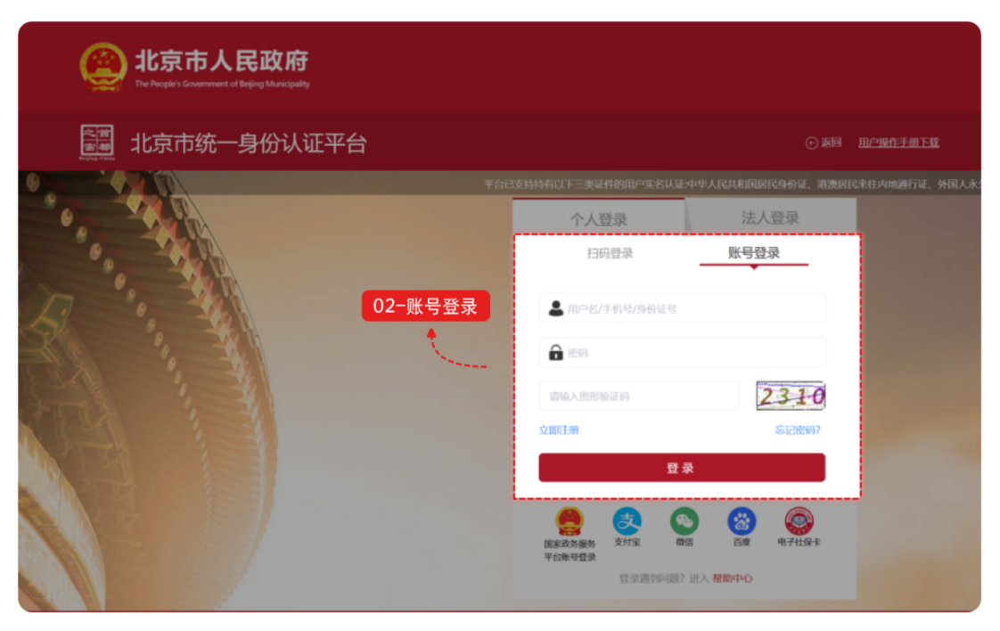 北京市人民政府
The People's Government of Beijing Municipality
首都之窗
Beijing-China
北京市统一身份认证平台
返回 用户操作手册下载
平台已支持持有以下三类证件的用户实名认证:中华人民共和国居民身份证、港澳居民来往内地通行证、外国人永
个人登录 法人登录
扫码登录 账号登录
02-账号登录
用户名/手机号/身份证号
密码
请输入图形验证码 2310
立即注册 忘记密码?
登 录
国家政务服务 支付宝 微信 百度 电子社保卡
平台账号登录
登录遇到问题? 进入 帮助中心